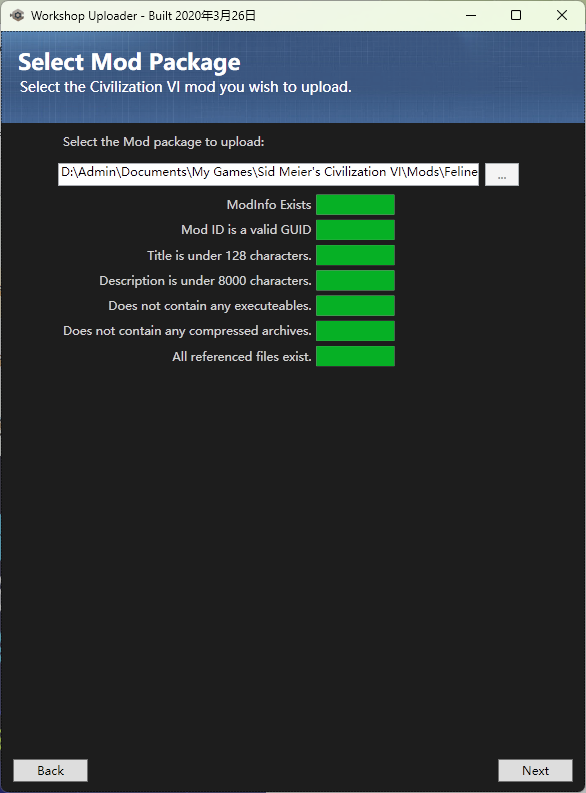 Workshop Uploader - Built 2020年3月26日
Select Mod Package
Select the Civilization VI mod you wish to upload.
Select the Mod package to upload:
D:\Admin\Documents\My Games\Sid Meier's Civilization VI\Mods\Feline
...
ModInfo Exists
Mod ID is a valid GUID
Title is under 128 characters.
Description is under 8000 characters.
Does not contain any executeables.
Does not contain any compressed archives.
All referenced files exist.
Back
Next